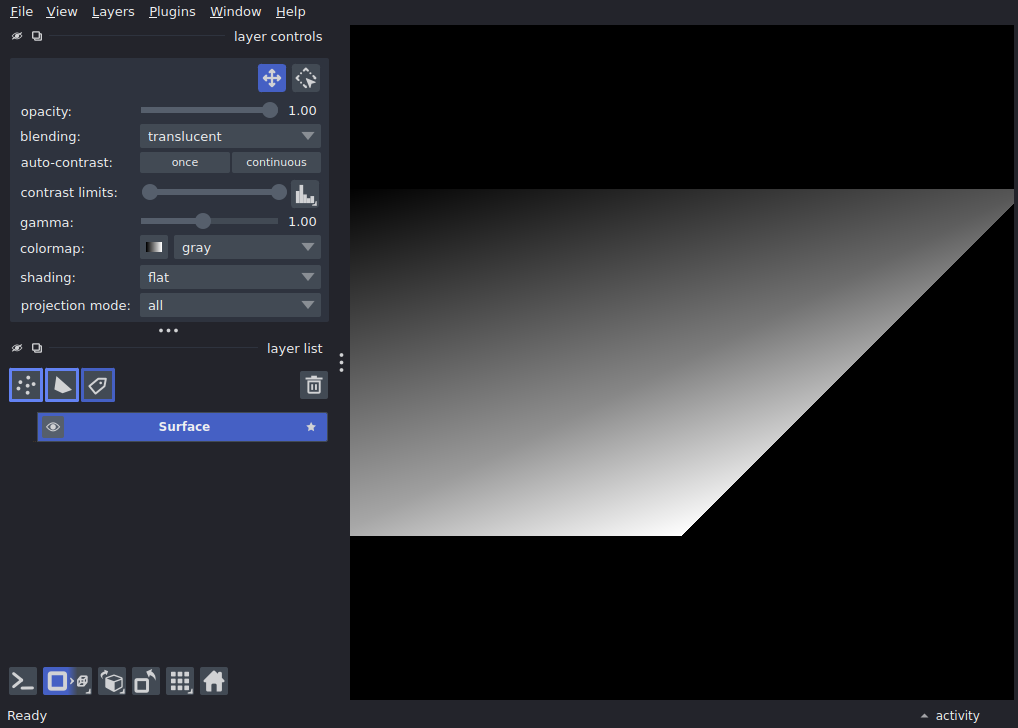 File View Layers Plugins Window Help
layer controls
opacity: 1.00
blending: translucent
auto-contrast: once continuous
contrast limits:
gamma: 1.00
colormap: gray
shading: flat
projection mode: all
layer list
Surface
Ready activity